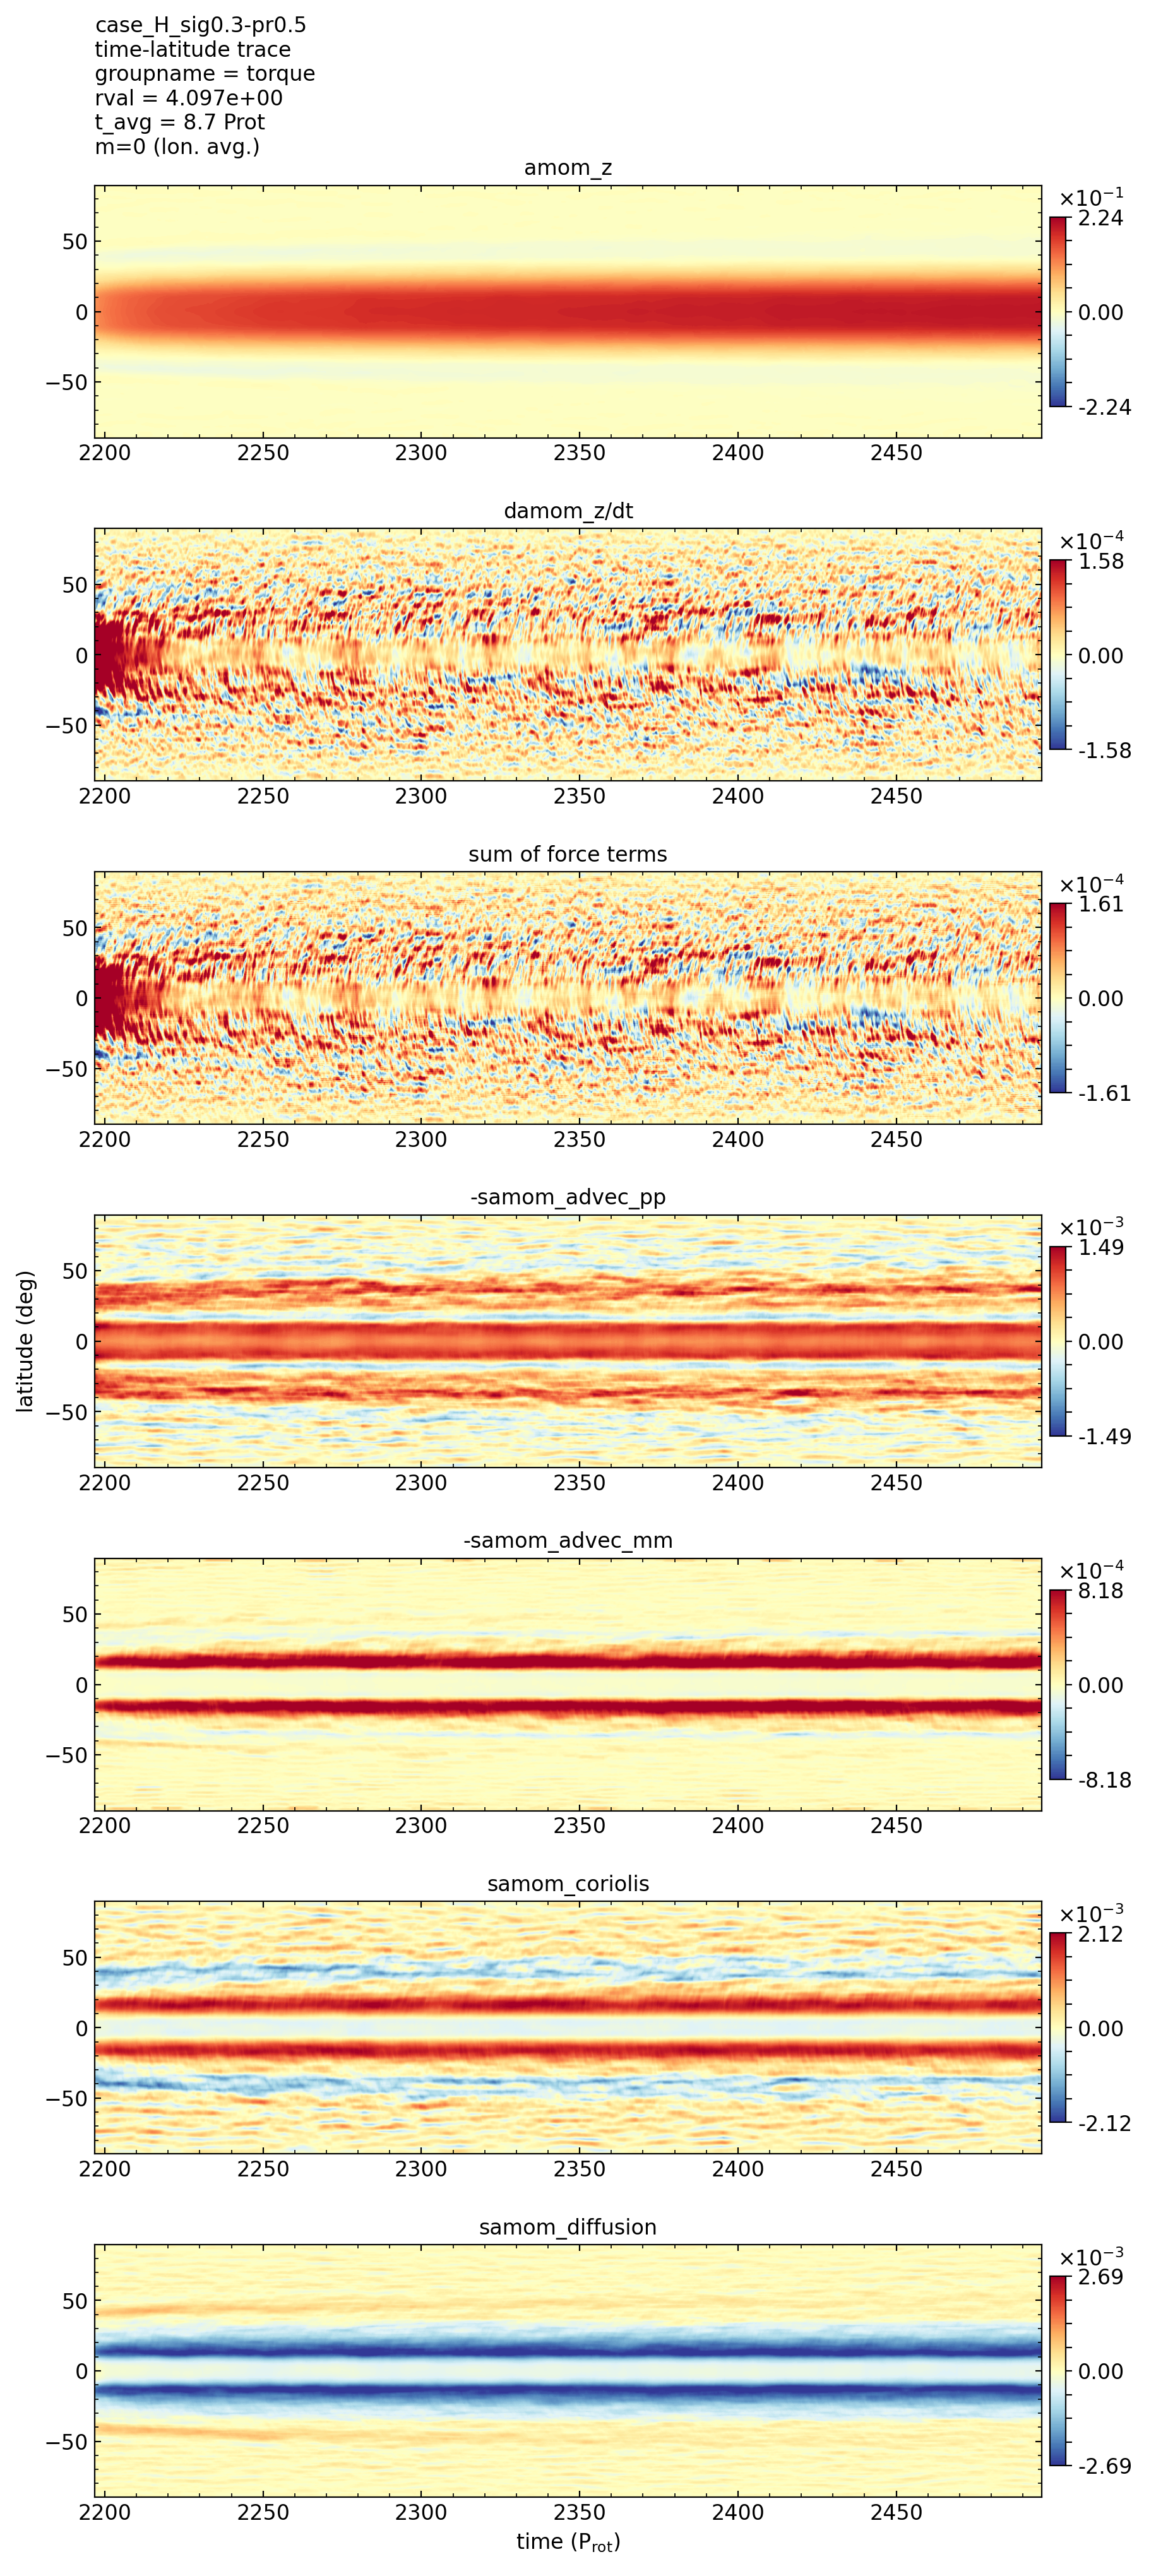 case_H_sig0.3-pr0.5
time-latitude trace
groupname = torque
rval = 4.097e+00
t_avg = 8.7 Prot
m=0 (lon. avg.)
amom_z
×10⁻¹
2.24
0.00
-2.24
50
0
−50
2200 2250 2300 2350 2400 2450
damom_z/dt
×10⁻⁴
1.58
0.00
-1.58
50
0
−50
2200 2250 2300 2350 2400 2450
sum of force terms
×10⁻⁴
1.61
0.00
-1.61
50
0
−50
2200 2250 2300 2350 2400 2450
-samom_advec_pp
×10⁻³
1.49
0.00
-1.49
50
0
−50
latitude (deg)
2200 2250 2300 2350 2400 2450
-samom_advec_mm
×10⁻⁴
8.18
0.00
-8.18
50
0
−50
2200 2250 2300 2350 2400 2450
samom_coriolis
×10⁻³
2.12
0.00
-2.12
50
0
−50
2200 2250 2300 2350 2400 2450
samom_diffusion
×10⁻³
2.69
0.00
-2.69
50
0
−50
2200 2250 2300 2350 2400 2450
time (P_rot)